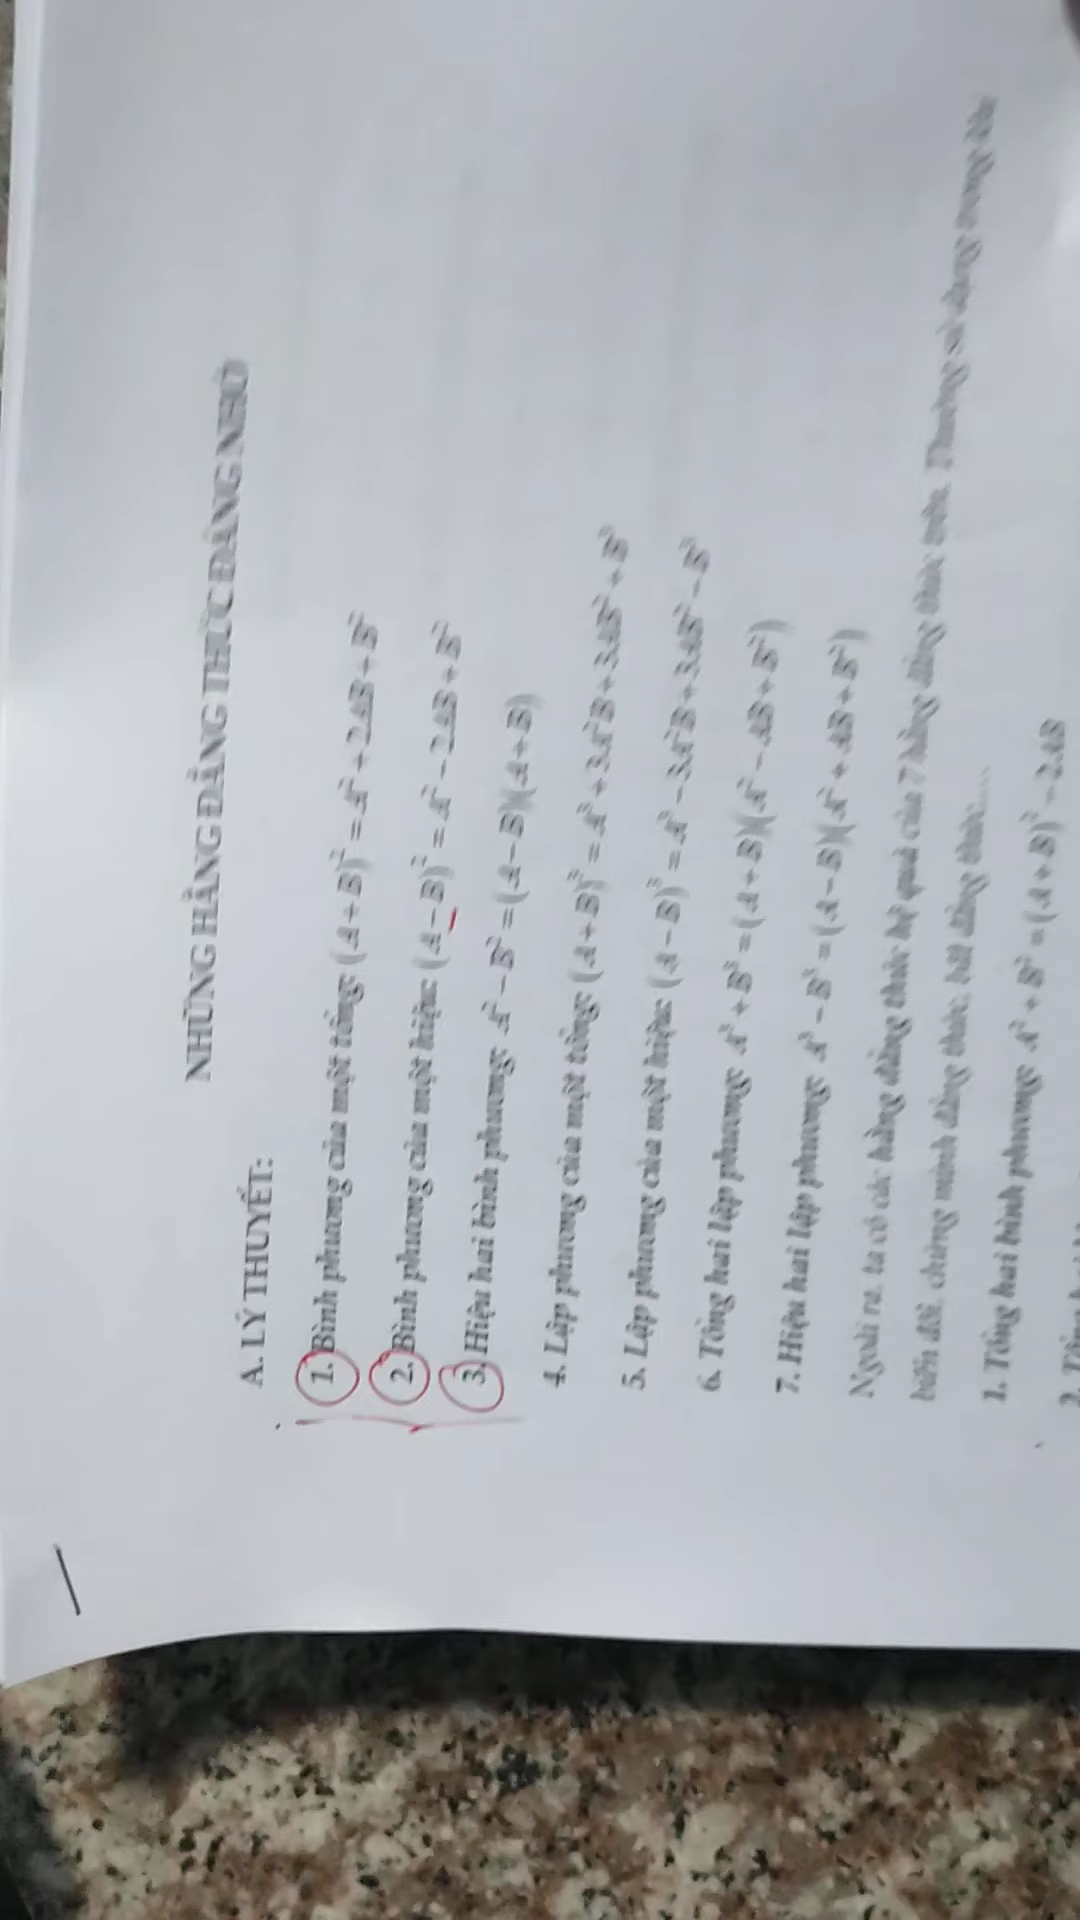 NHỮNG HẰNG ĐẲNG THỨC ĐÁNG NHỚ
A. LÝ THUYẾT:
1. Bình phương của một tổng: (A + B)² = A² + 2AB + B²
2. Bình phương của một hiệu: (A − B)² = A² − 2AB + B²
3. Hiệu hai bình phương: A² − B² = (A − B)(A + B)
4. Lập phương của một tổng: (A + B)³ = A³ + 3A²B + 3AB² + B³
5. Lập phương của một hiệu: (A − B)³ = A³ − 3A²B + 3AB² − B³
6. Tổng hai lập phương: A³ + B³ = (A + B)(A² − AB + B²)
7. Hiệu hai lập phương: A³ − B³ = (A − B)(A² + AB + B²)
Ngoài ra, ta có các hằng đẳng thức hệ quả của 7 hằng đẳng thức trên. Thường sử dụng trong khi
biến đổi, chứng minh đẳng thức, bất đẳng thức....
1. Tổng hai bình phương: A² + B² = (A + B)² − 2AB
2.